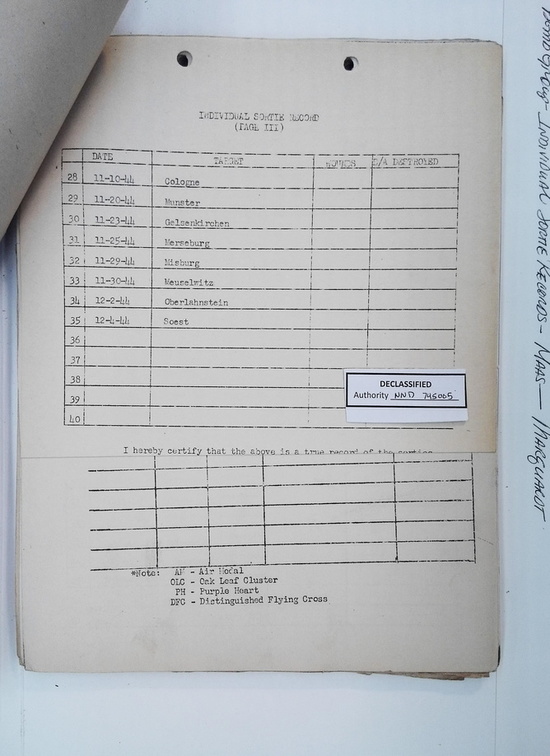 INDIVIDUAL SORTIE RECORD
(PAGE III)
DATE TARGET E/A DESTROYED
28 11-10-44 Cologne
29 11-20-44 Munster
30 11-23-44 Gelsenkirchen
31 11-25-44 Merseburg
32 11-29-44 Misburg
33 11-30-44 Meuselwitz
34 12-2-44 Oberlahnstein
35 12-4-44 Soest
36
37
38
39
40
DECLASSIFIED
Authority NND 745005
I hereby certify that the above is a true record of the sorties
*Note: AM - Air Medal
OLC - Oak Leaf Cluster
PH - Purple Heart
DFC - Distinguished Flying Cross
INDIVIDUAL SORTIE RECORDS - MAAS - MARQUARDT